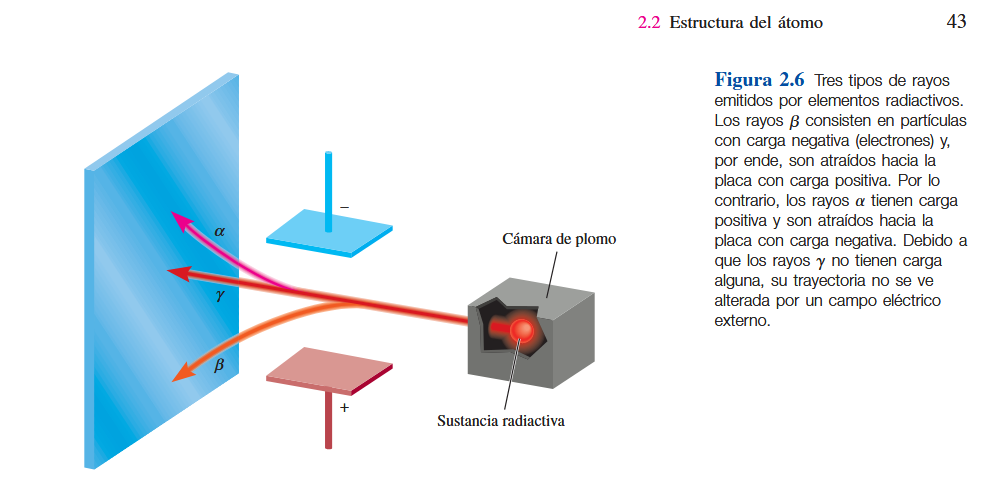 2.2 Estructura del átomo 43
Figura 2.6 Tres tipos de rayos
emitidos por elementos radiactivos.
Los rayos β consisten en partículas
con carga negativa (electrones) y,
por ende, son atraídos hacia la
placa con carga positiva. Por lo
contrario, los rayos α tienen carga
positiva y son atraídos hacia la
placa con carga negativa. Debido a
que los rayos γ no tienen carga
alguna, su trayectoria no se ve
alterada por un campo eléctrico
externo.
–
α
Cámara de plomo
γ
β
+
Sustancia radiactiva